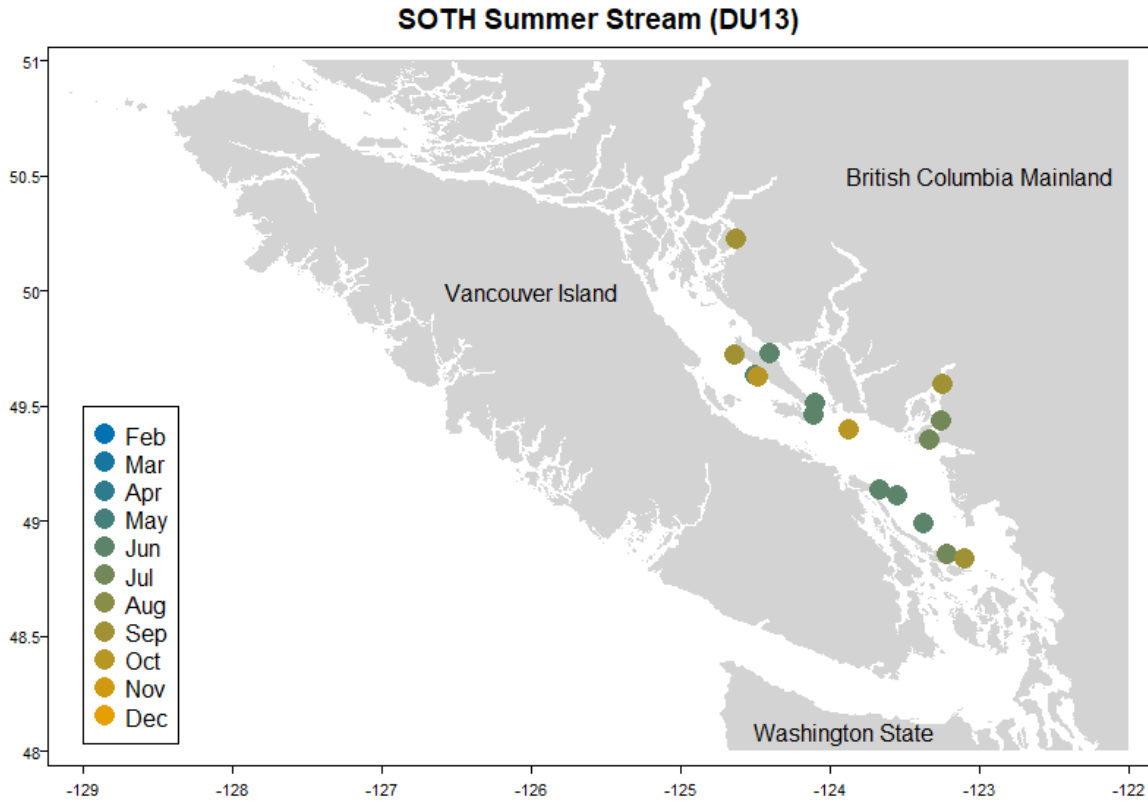 SOTH Summer Stream (DU13)
51
50.5
50
49.5
49
48.5
48
British Columbia Mainland
Vancouver Island
Washington State
Feb
Mar
Apr
May
Jun
Jul
Aug
Sep
Oct
Nov
Dec
-129
-128
-127
-126
-125
-124
-123
-122